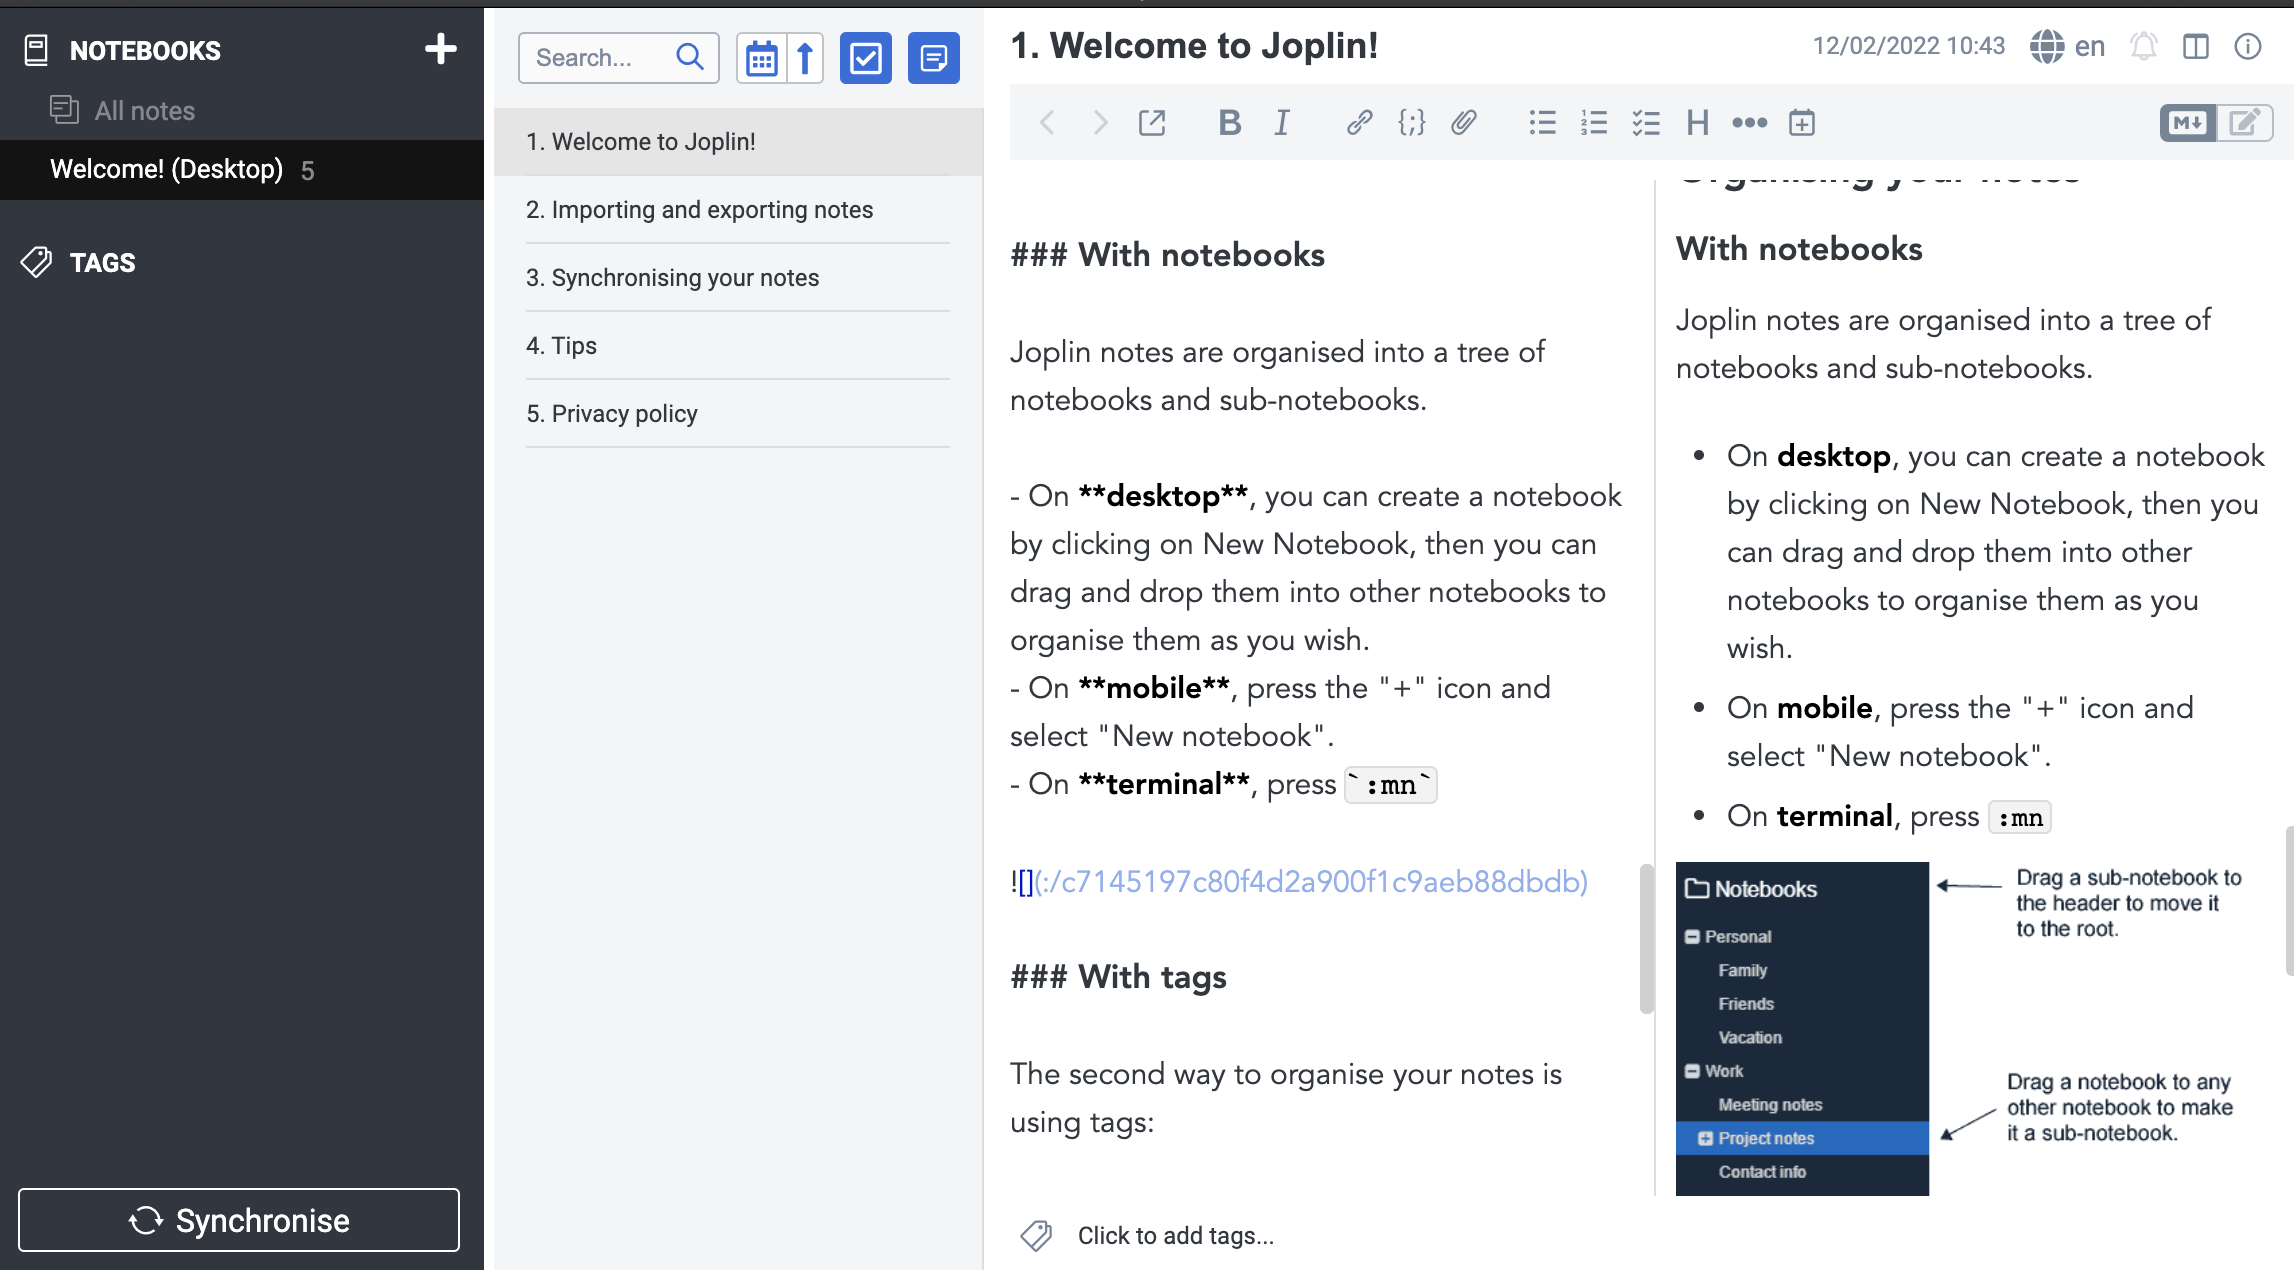 NOTEBOOKS
All notes
Welcome! (Desktop) 5
TAGS
Synchronise
Search...
1. Welcome to Joplin!
2. Importing and exporting notes
3. Synchronising your notes
4. Tips
5. Privacy policy
1. Welcome to Joplin!
12/02/2022 10:43
en
B I
H
M
### With notebooks
Joplin notes are organised into a tree of
notebooks and sub-notebooks.
- On **desktop**, you can create a notebook
by clicking on New Notebook, then you can
drag and drop them into other notebooks to
organise them as you wish.
- On **mobile**, press the "+" icon and
select "New notebook".
- On **terminal**, press `:mn`
![](:/c7145197c80f4d2a900f1c9aeb88dbdb)
### With tags
The second way to organise your notes is
using tags:
Click to add tags...
Organising your notes
With notebooks
Joplin notes are organised into a tree of
notebooks and sub-notebooks.
• On desktop, you can create a notebook
by clicking on New Notebook, then you
can drag and drop them into other
notebooks to organise them as you
wish.
• On mobile, press the "+" icon and
select "New notebook".
• On terminal, press :mn
Notebooks
Personal
Family
Friends
Vacation
Work
Meeting notes
Project notes
Contact info
Drag a sub-notebook to
the header to move it
to the root.
Drag a notebook to any
other notebook to make
it a sub-notebook.